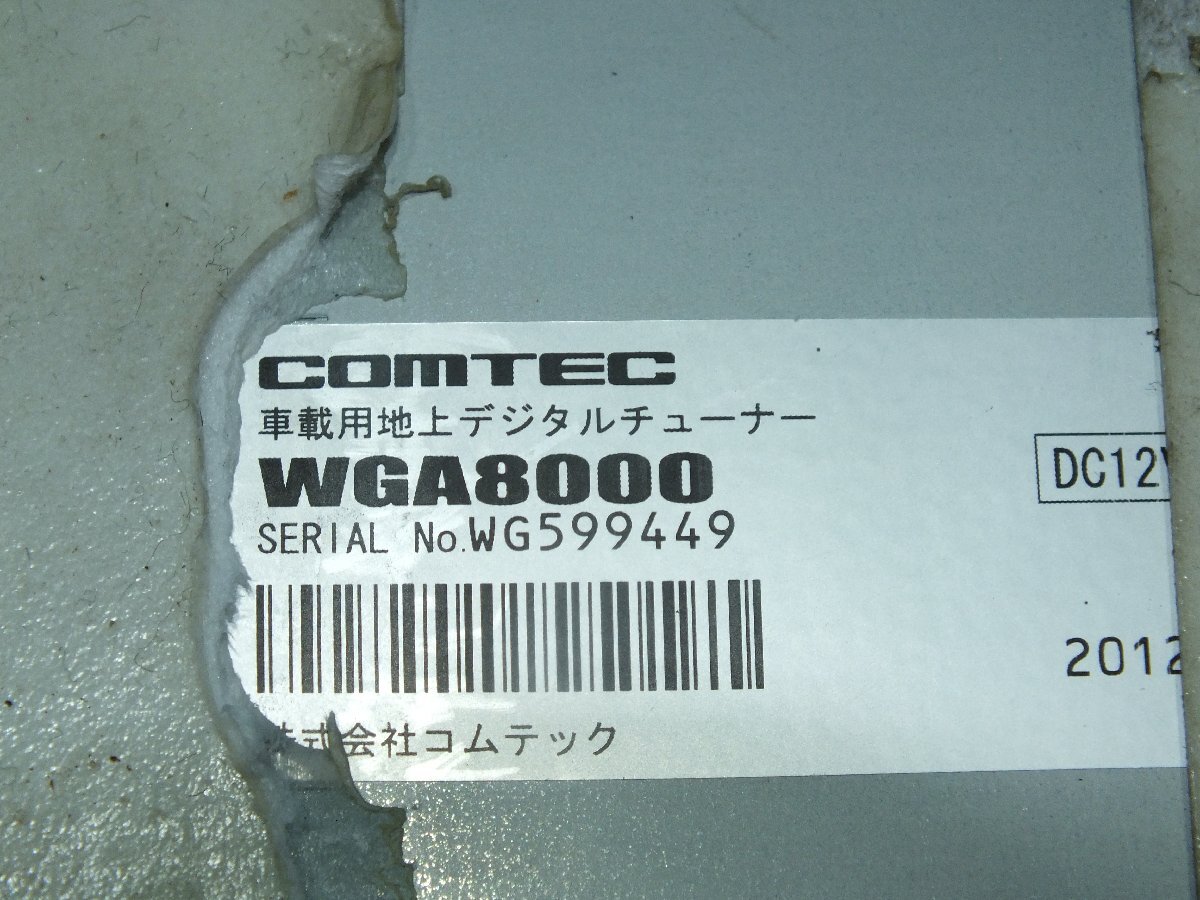 COMTEC
車載用地上デジタルチューナー
WGA8000
DC12V
SERIAL No.WG599449
2012
株式会社コムテック